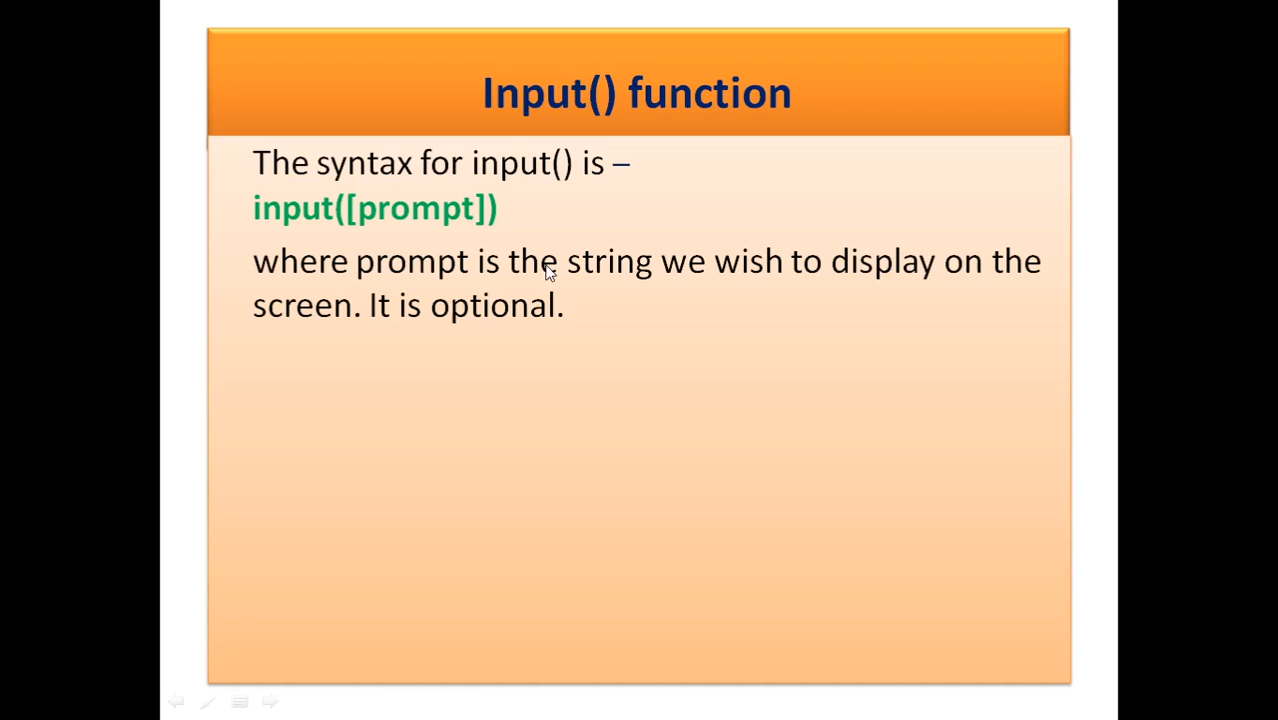 Input() function
The syntax for input() is –
input([prompt])
where prompt is the string we wish to display on the
screen. It is optional.